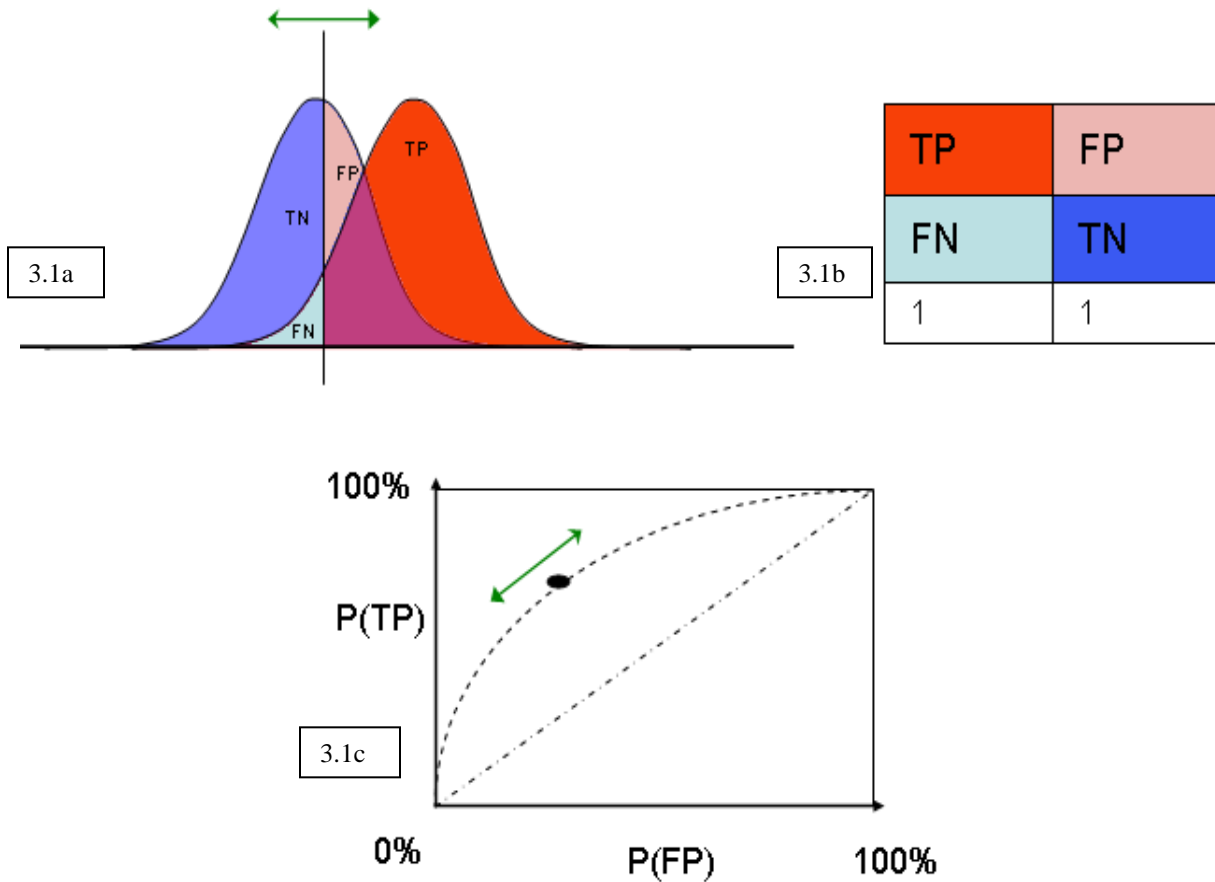 TN
FP
TP
FN
3.1a
3.1b
TP FP
FN TN
1 1
100%
P(TP)
3.1c
0%
P(FP)
100%